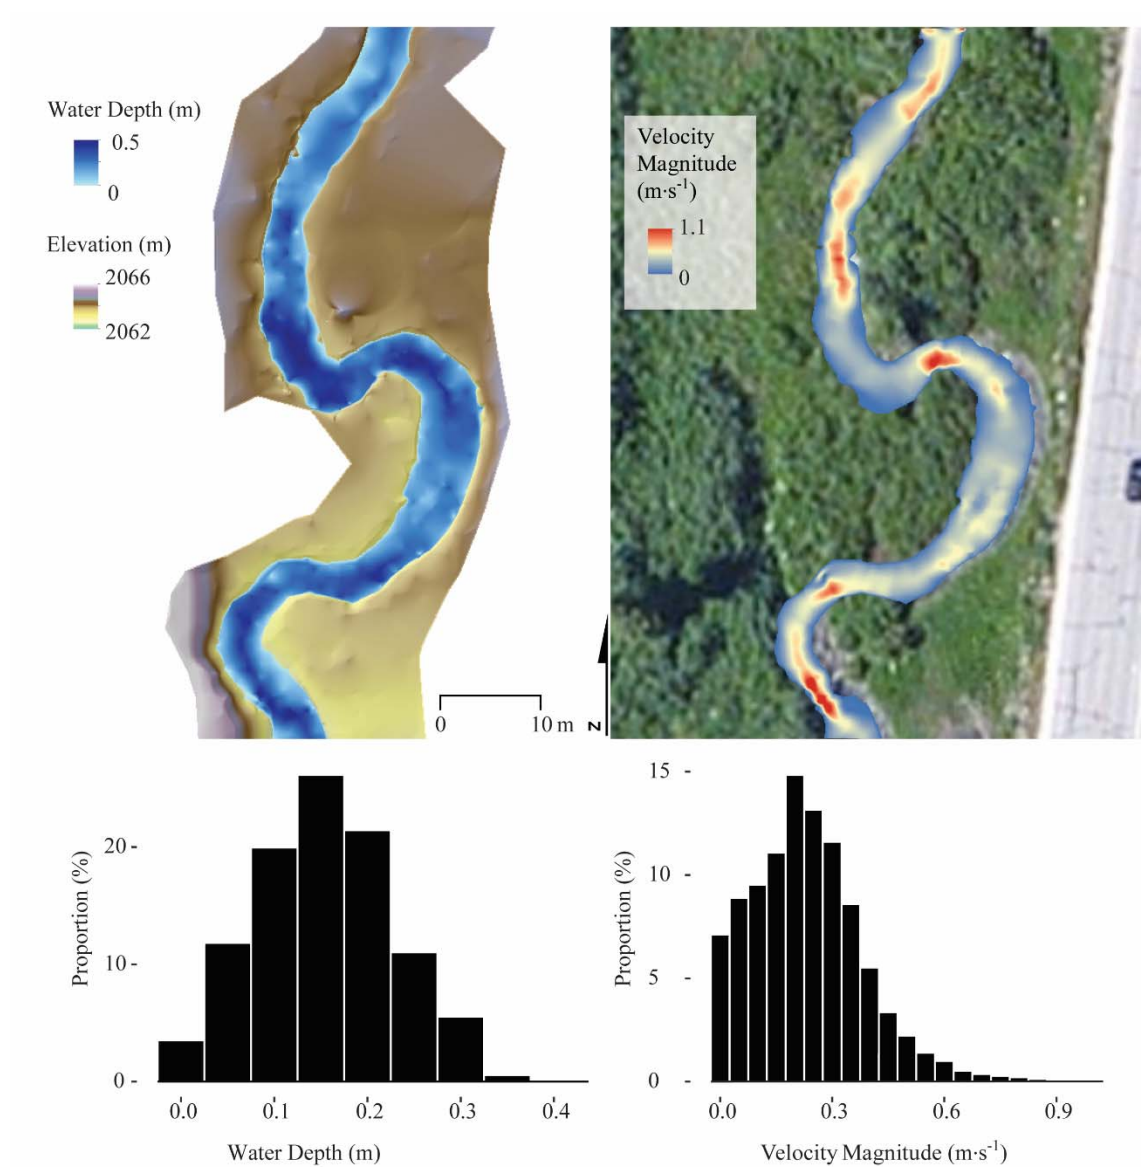 Water Depth (m)
0.5
0
Elevation (m)
2066
2062
0 10 m
N
Velocity
Magnitude
(m·s⁻¹)
1.1
0
Proportion (%)
20 -
10 -
0 -
0.0 0.1 0.2 0.3 0.4
Water Depth (m)
Proportion (%)
15 -
10 -
5 -
0 -
0.0 0.3 0.6 0.9
Velocity Magnitude (m·s⁻¹)